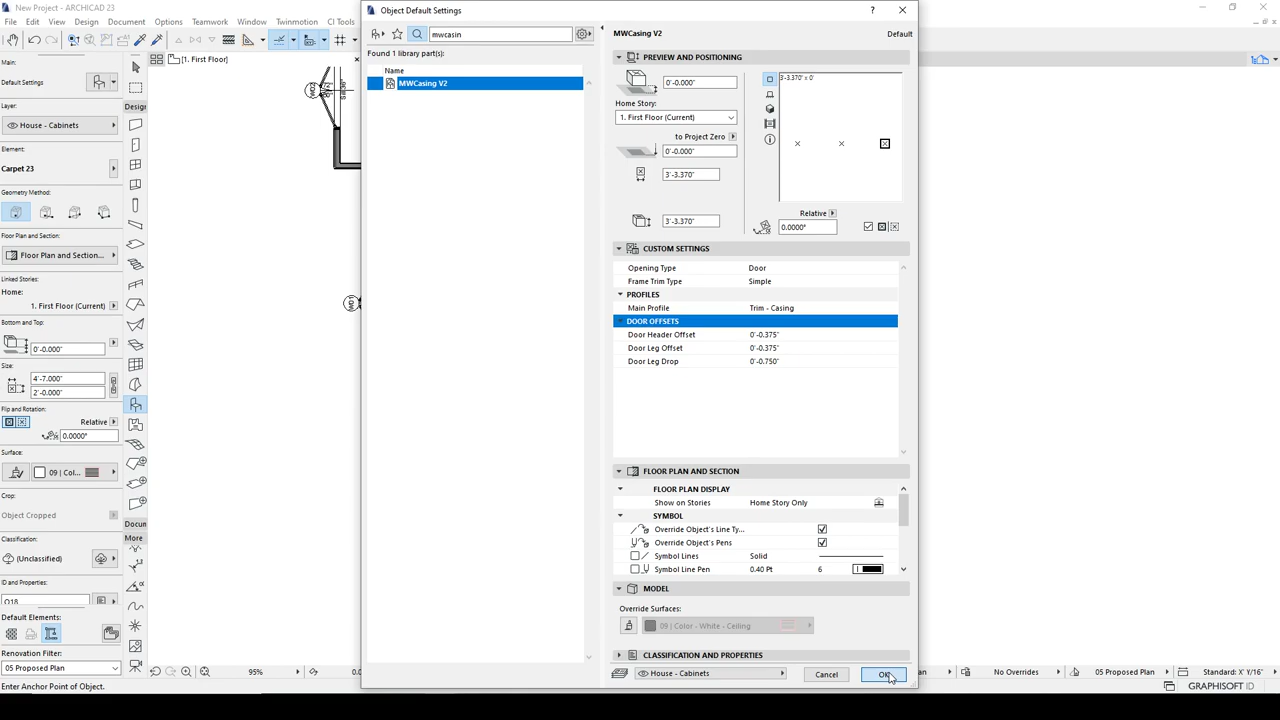 New Project - ARCHICAD 23
File Edit View Design Document Options Teamwork Window Twinmotion CI Tools
Object Default Settings
?
mwcasin
Found 1 library part(s):
Name
MWCasing V2
MWCasing V2
Default
PREVIEW AND POSITIONING
0'-0.000"
Home Story:
1. First Floor (Current)
to Project Zero
0'-0.000"
3'-3.370"
3'-3.370"
3'-3.370" x 0'
Relative
0.0000°
CUSTOM SETTINGS
Opening Type Door
Frame Trim Type Simple
PROFILES
Main Profile Trim - Casing
DOOR OFFSETS
Door Header Offset 0'-0.375"
Door Leg Offset 0'-0.375"
Door Leg Drop 0'-0.750"
FLOOR PLAN AND SECTION
FLOOR PLAN DISPLAY
Show on Stories Home Story Only
SYMBOL
Override Object's Line Ty...
Override Object's Pens
Symbol Lines Solid
Symbol Line Pen 0.40 Pt 6
MODEL
Override Surfaces:
09 | Color - White - Ceiling
CLASSIFICATION AND PROPERTIES
House - Cabinets
Cancel
OK
Main:
Default Settings
Layer:
House - Cabinets
Element:
Carpet 23
Geometry Method:
Floor Plan and Section:
Floor Plan and Section...
Linked Stories:
Home:
1. First Floor (Current)
Bottom and Top:
0'-0.000"
Size:
4'-7.000"
2'-0.000"
Flip and Rotation:
Relative
0.0000°
Surface:
09 | Col...
Crop:
Object Cropped
Classification:
(Unclassified)
ID and Properties:
O18
Default Elements:
Renovation Filter:
05 Proposed Plan
Enter Anchor Point of Object.
Main
Desig
Docun
More
[1. First Floor]
95%
No Overrides
05 Proposed Plan
Standard: X' Y/16"
GRAPHISOFT ID